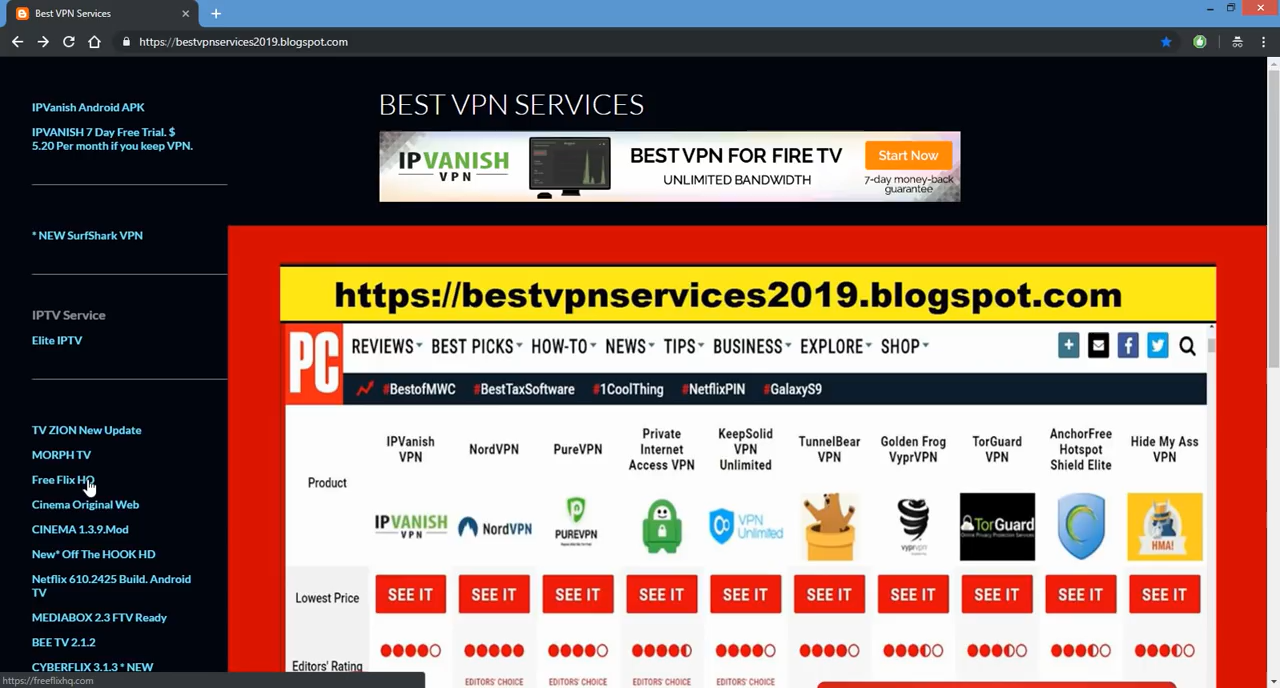 Best VPN Services
https://bestvpnservices2019.blogspot.com
IPVanish Android APK
IPVANISH 7 Day Free Trial. $
5.20 Per month if you keep VPN.
* NEW SurfShark VPN
IPTV Service
Elite IPTV
TV ZION New Update
MORPH TV
Free Flix HQ
Cinema Original Web
CINEMA 1.3.9.Mod
New* Off The HOOK HD
Netflix 610.2425 Build. Android
TV
MEDIABOX 2.3 FTV Ready
BEE TV 2.1.2
CYBERFLIX 3.1.3 * NEW
https://freeflixhq.com
BEST VPN SERVICES
IPVANISH
VPN
BEST VPN FOR FIRE TV
UNLIMITED BANDWIDTH
Start Now
7-day money-back
guarantee
https://bestvpnservices2019.blogspot.com
PC
REVIEWS BEST PICKS HOW-TO NEWS TIPS BUSINESS EXPLORE SHOP
#BestofMWC #BestTaxSoftware #1CoolThing #NetflixPIN #GalaxyS9
Product
IPVanish
VPN
NordVPN
PureVPN
Private
Internet
Access VPN
KeepSolid
VPN
Unlimited
TunnelBear
VPN
Golden Frog
VyprVPN
TorGuard
VPN
AnchorFree
Hotspot
Shield Elite
Hide My Ass
VPN
IPVANISH
VPN
NordVPN
PUREVPN
VPN
UNLIMITED
vyprvpn
TorGuard
HMA!
Lowest Price
SEE IT SEE IT SEE IT SEE IT SEE IT SEE IT SEE IT SEE IT SEE IT SEE IT
Editors' Rating
EDITORS' CHOICE EDITORS' CHOICE EDITORS' CHOICE